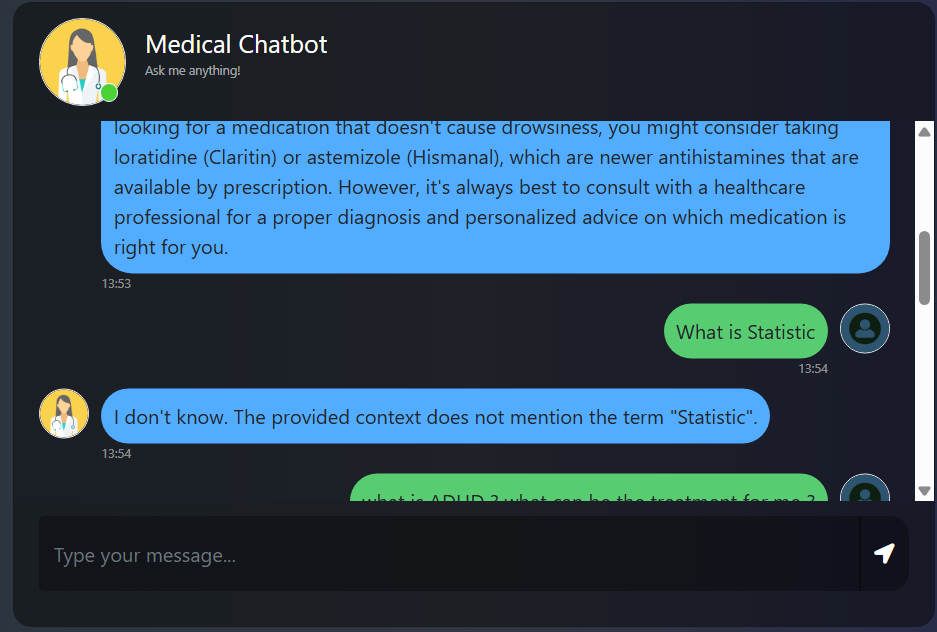 Medical Chatbot
Ask me anything!
looking for a medication that doesn't cause drowsiness, you might consider taking
loratidine (Claritin) or astemizole (Hismanal), which are newer antihistamines that are
available by prescription. However, it's always best to consult with a healthcare
professional for a proper diagnosis and personalized advice on which medication is
right for you.
13:53
What is Statistic
13:54
I don't know. The provided context does not mention the term "Statistic".
13:54
what is ADHD ? what can be the treatment for me ?
Type your message...